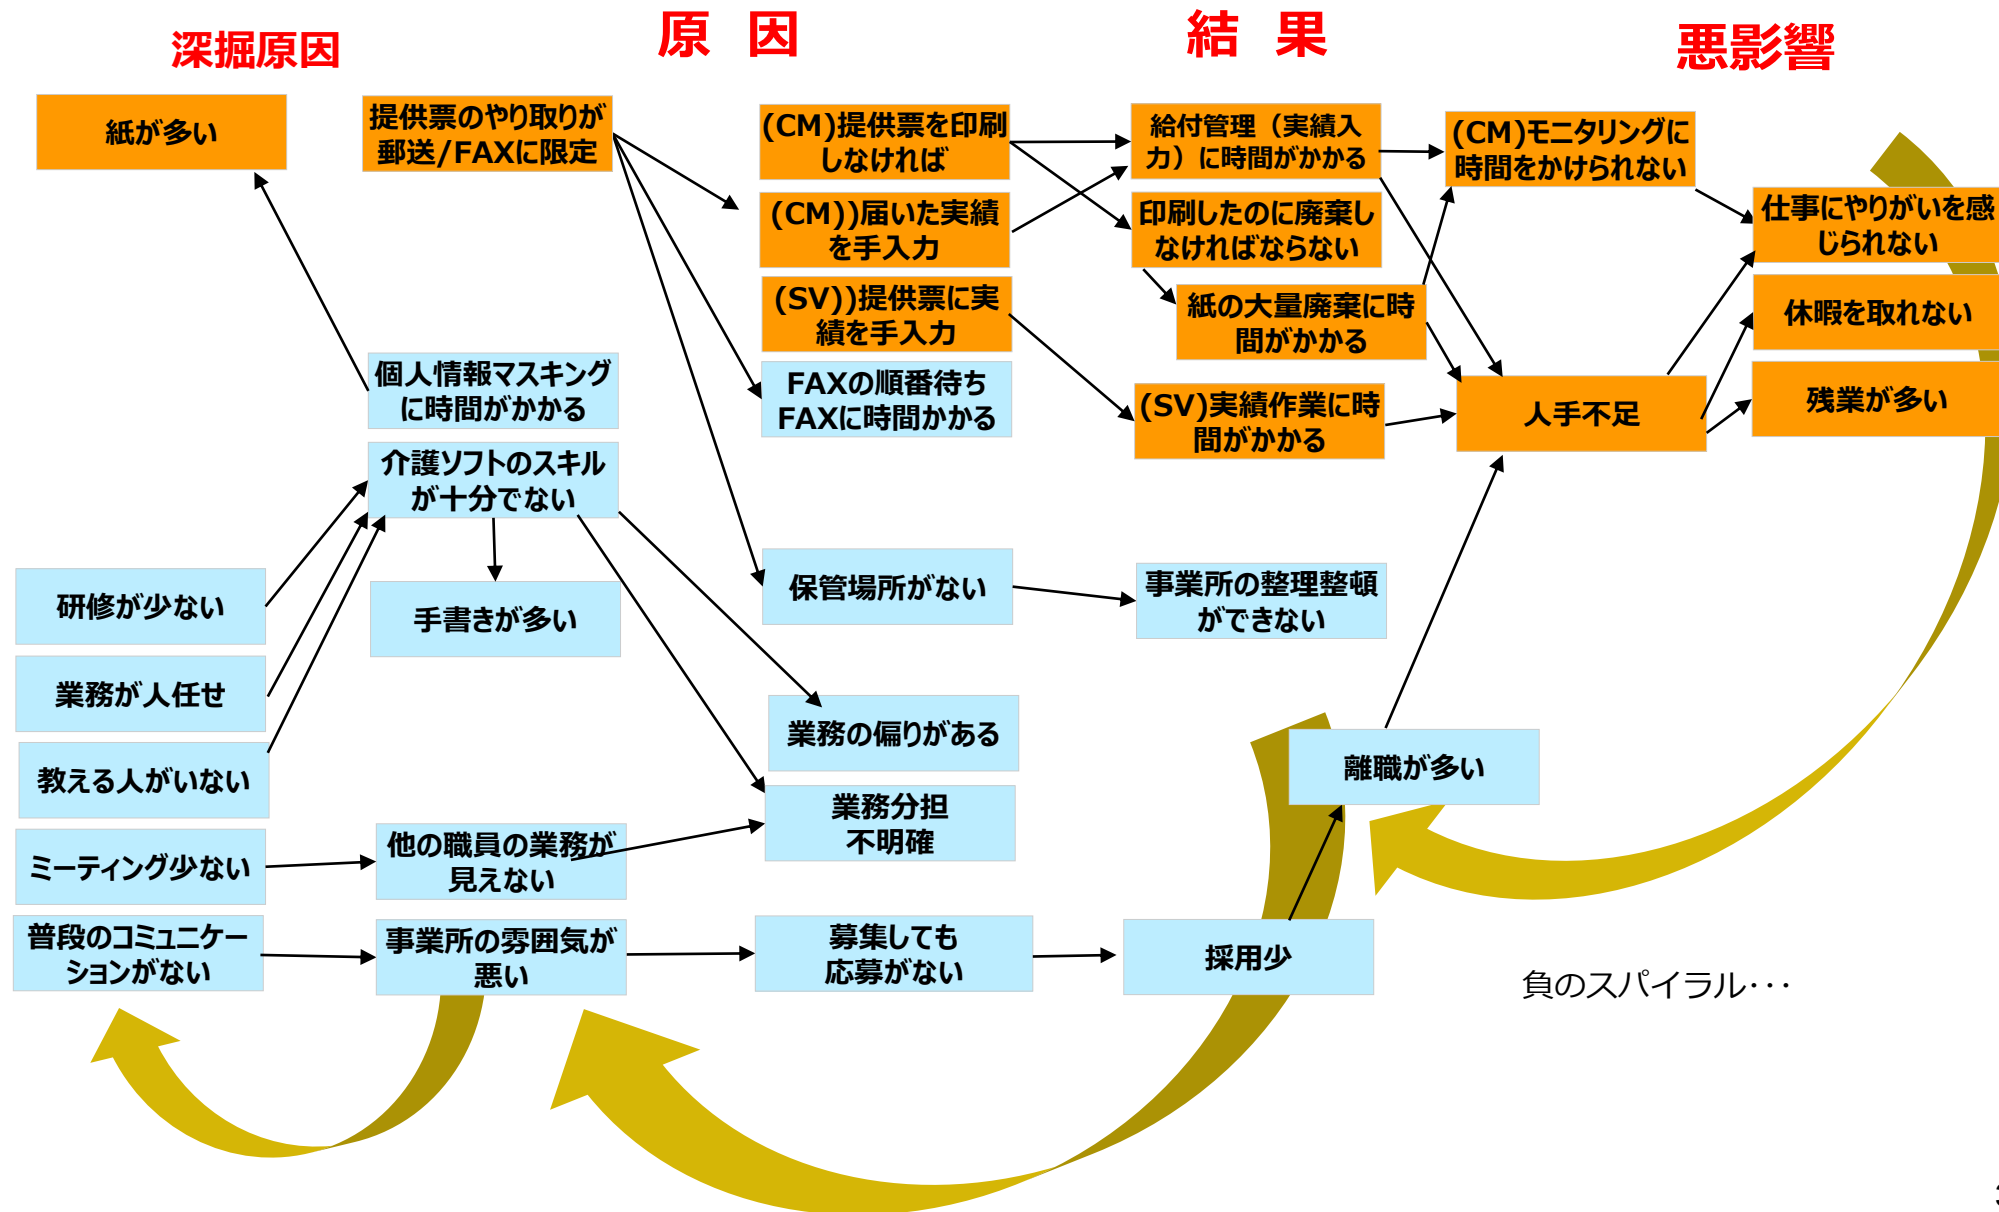 深掘原因
原　因
結　果
悪影響
紙が多い
提供票のやり取りが
郵送/FAXに限定
(CM)提供票を印刷
しなければ
給付管理（実績入
力）に時間がかかる
(CM)モニタリングに
時間をかけられない
(CM))届いた実績
を手入力
印刷したのに廃棄し
なければならない
仕事にやりがいを感
じられない
(SV))提供票に実
績を手入力
紙の大量廃棄に時
間がかかる
休暇を取れない
個人情報マスキング
に時間がかかる
FAXの順番待ち
FAXに時間かかる
(SV)実績作業に時
間がかかる
人手不足
残業が多い
介護ソフトのスキル
が十分でない
研修が少ない
手書きが多い
保管場所がない
事業所の整理整頓
ができない
業務が人任せ
業務の偏りがある
教える人がいない
業務分担
不明確
離職が多い
ミーティング少ない
他の職員の業務が
見えない
普段のコミュニケー
ションがない
事業所の雰囲気が
悪い
募集しても
応募がない
採用少
負のスパイラル･･･